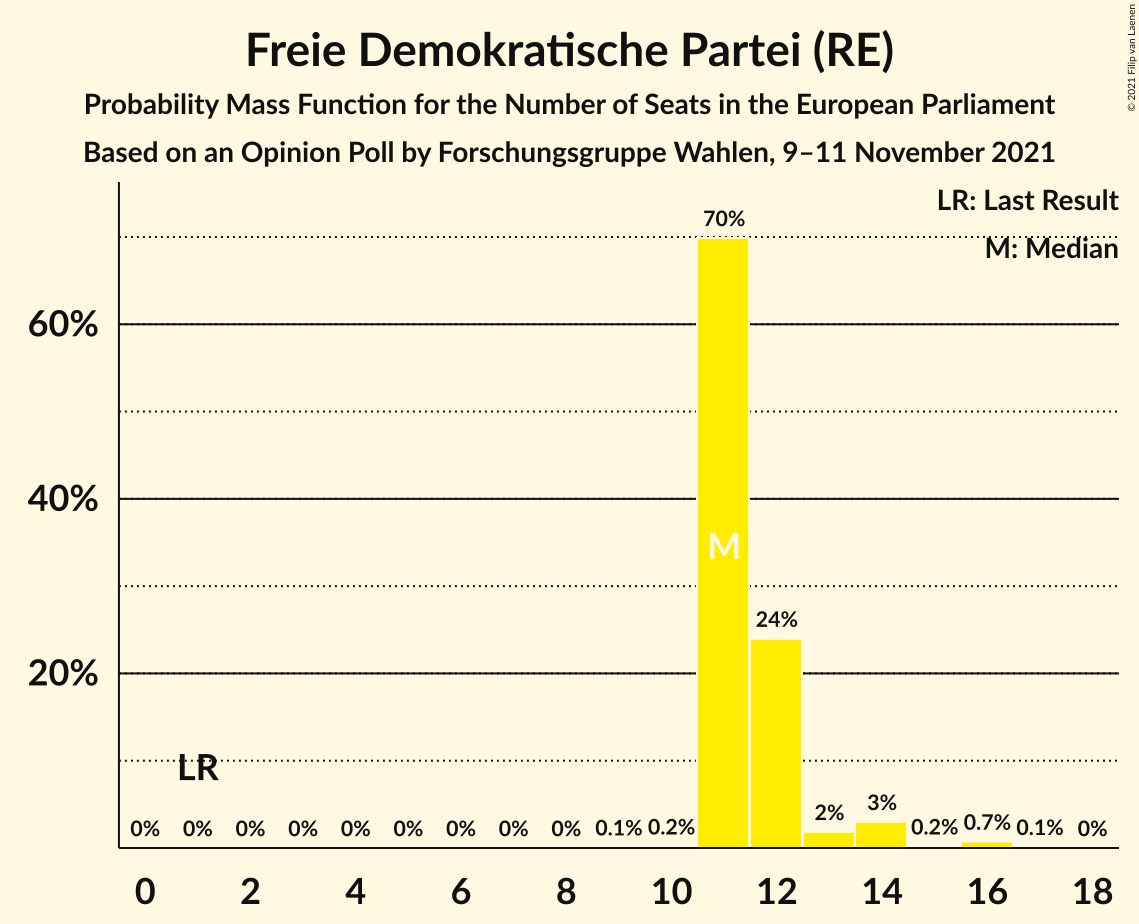 Freie Demokratische Partei (RE)
Probability Mass Function for the Number of Seats in the European Parliament
Based on an Opinion Poll by Forschungsgruppe Wahlen, 9–11 November 2021
© 2021 Filip van Laenen
LR: Last Result
M: Median
70%
60%
40%
M
24%
20%
LR
0% 0% 0% 0% 0% 0% 0% 0% 0% 0.1% 0.2% 2% 3% 0.2% 0.7% 0.1% 0%
0 2 4 6 8 10 12 14 16 18